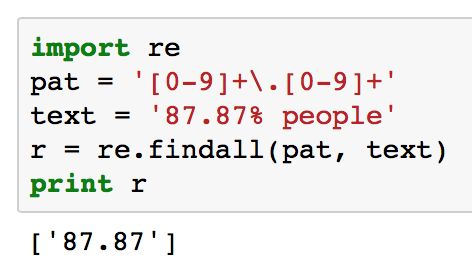 import re
pat = '[0-9]+\.[0-9]+'
text = '87.87% people'
r = re.findall(pat, text)
print r
['87.87']